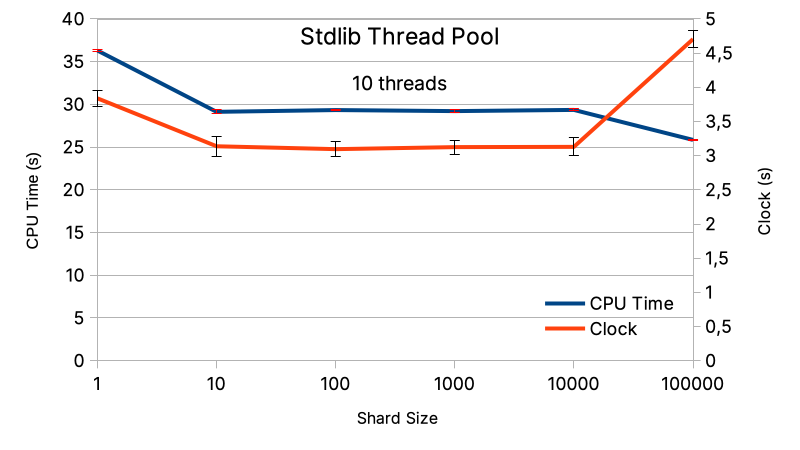 Stdlib Thread Pool
10 threads
40
35
30
25
20
15
10
5
0
CPU Time (s)
5
4,5
4
3,5
3
2,5
2
1,5
1
0,5
0
Clock (s)
CPU Time
Clock
1 10 100 1000 10000 100000
Shard Size